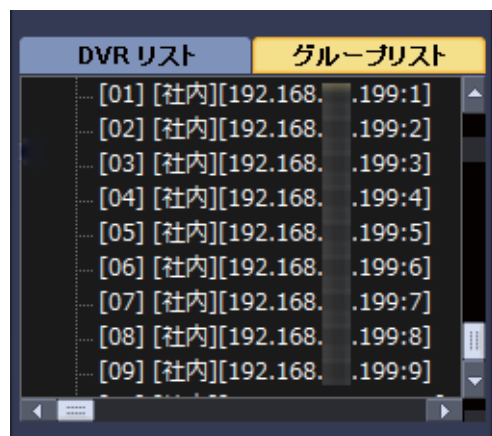 DVR リスト グループリスト
[01] [社内][192.168. .199:1]
[02] [社内][192.168. .199:2]
[03] [社内][192.168. .199:3]
[04] [社内][192.168. .199:4]
[05] [社内][192.168. .199:5]
[06] [社内][192.168. .199:6]
[07] [社内][192.168. .199:7]
[08] [社内][192.168. .199:8]
[09] [社内][192.168. .199:9]